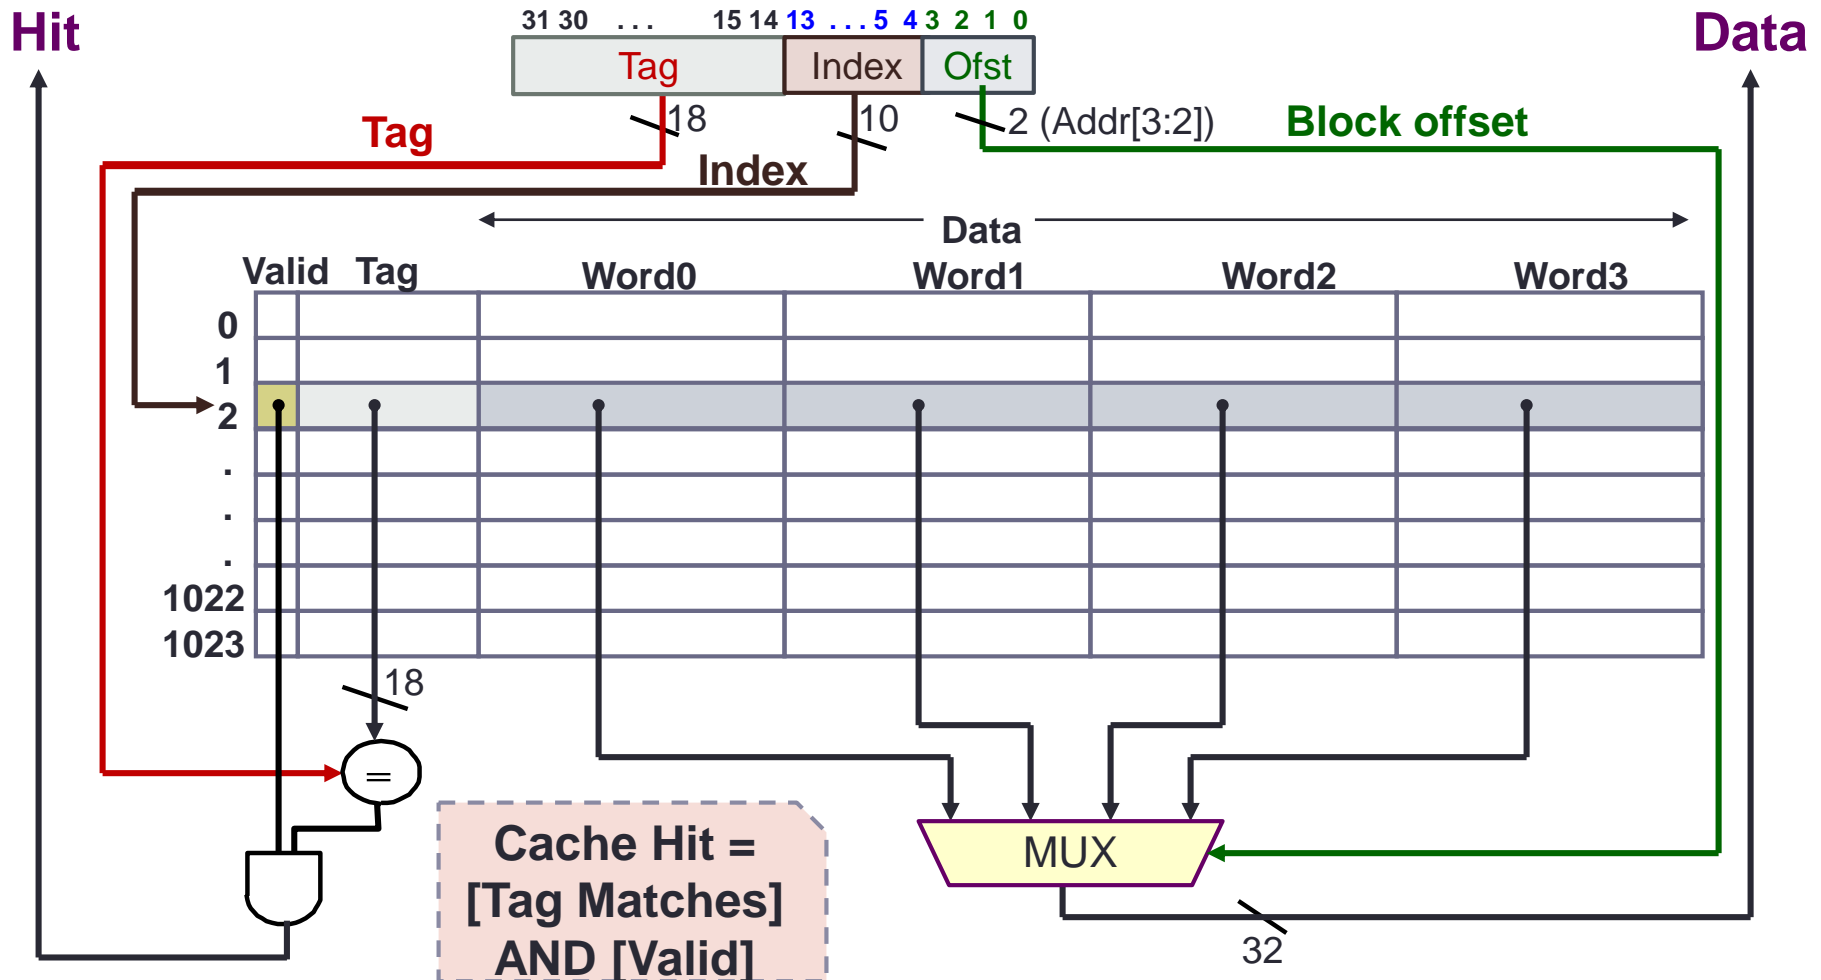 Hit
31 30 . . . 15 14 13 . . . 5 4 3 2 1 0
Data
Tag Index Ofst
18
10
2 (Addr[3:2])
Block offset
Tag
Index
Data
Valid Tag Word0 Word1 Word2 Word3
0
1
2
.
.
.
1022
1023
18
=
Cache Hit =
[Tag Matches]
AND [Valid]
MUX
32